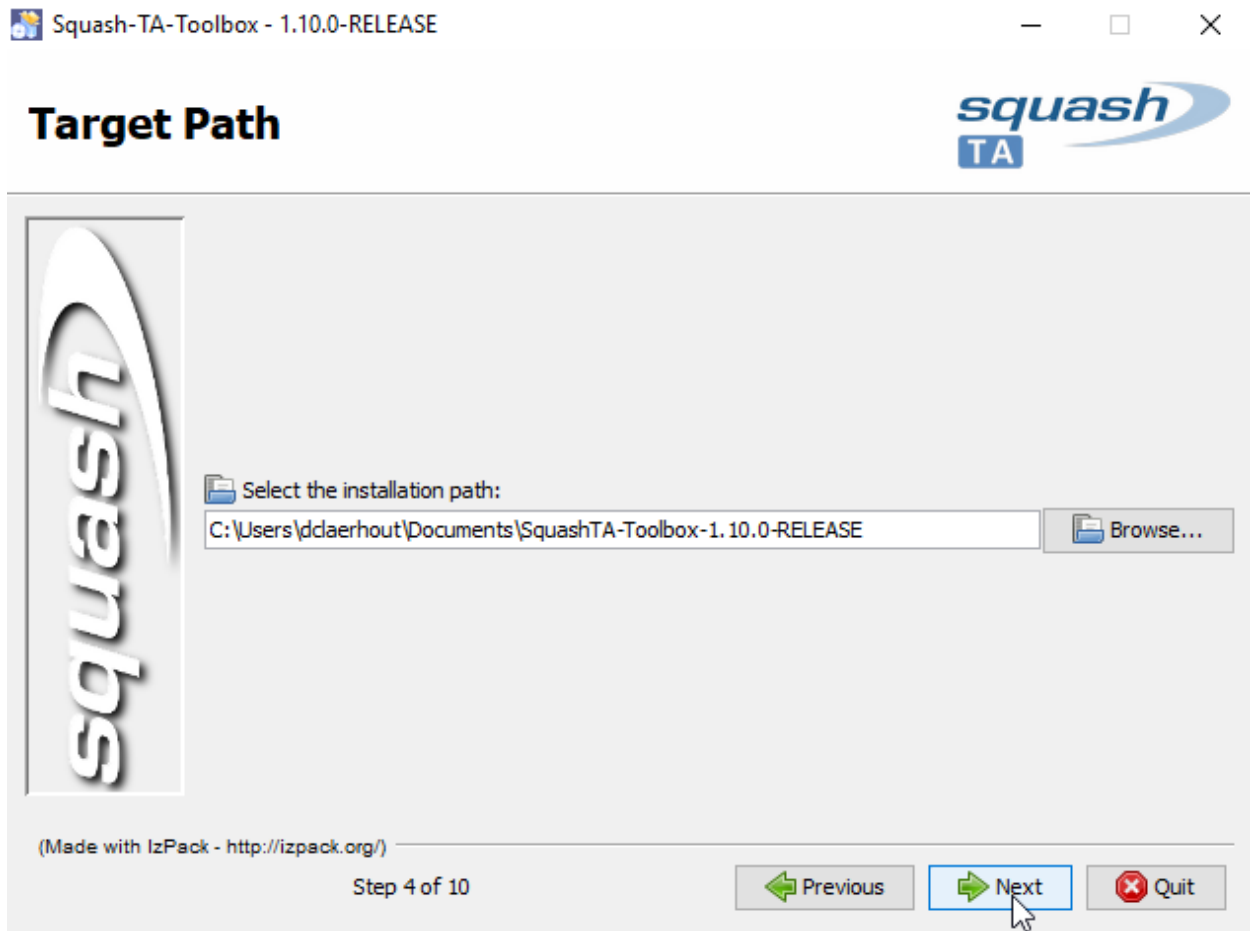 Squash-TA-Toolbox - 1.10.0-RELEASE
Target Path
squash
TA
squash
Select the installation path:
C:\Users\dclaerhout\Documents\SquashTA-Toolbox-1.10.0-RELEASE
Browse...
(Made with IzPack - http://izpack.org/)
Step 4 of 10
Previous
Next
Quit